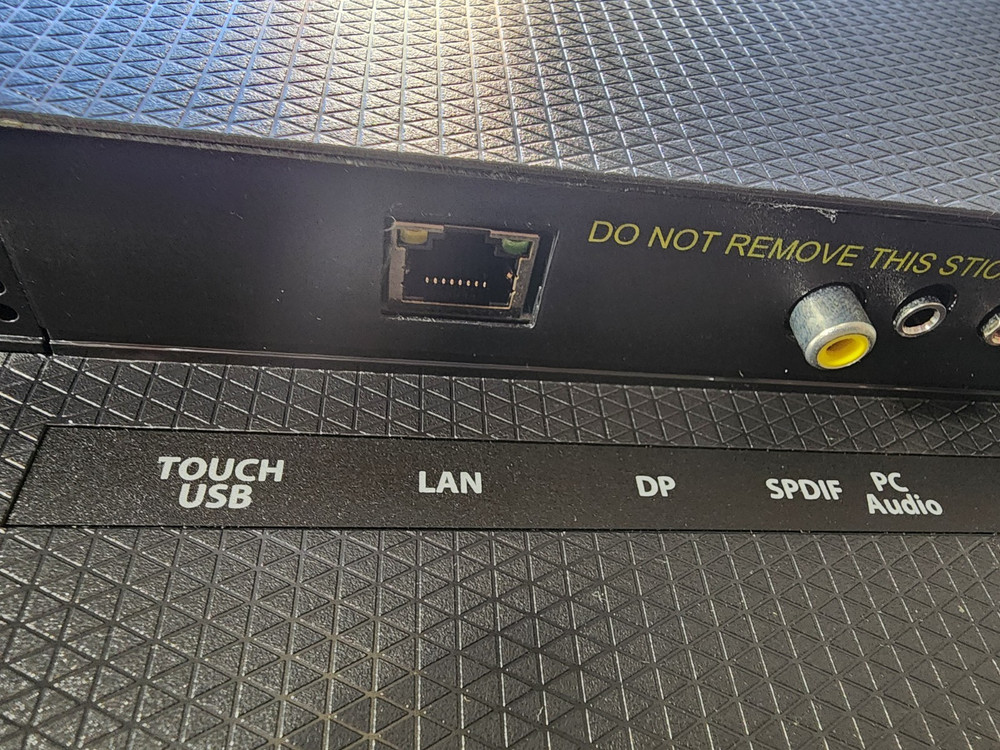 DO NOT REMOVE THIS
TOUCH
USB
LAN
DP
SPDIF
PC
Audio